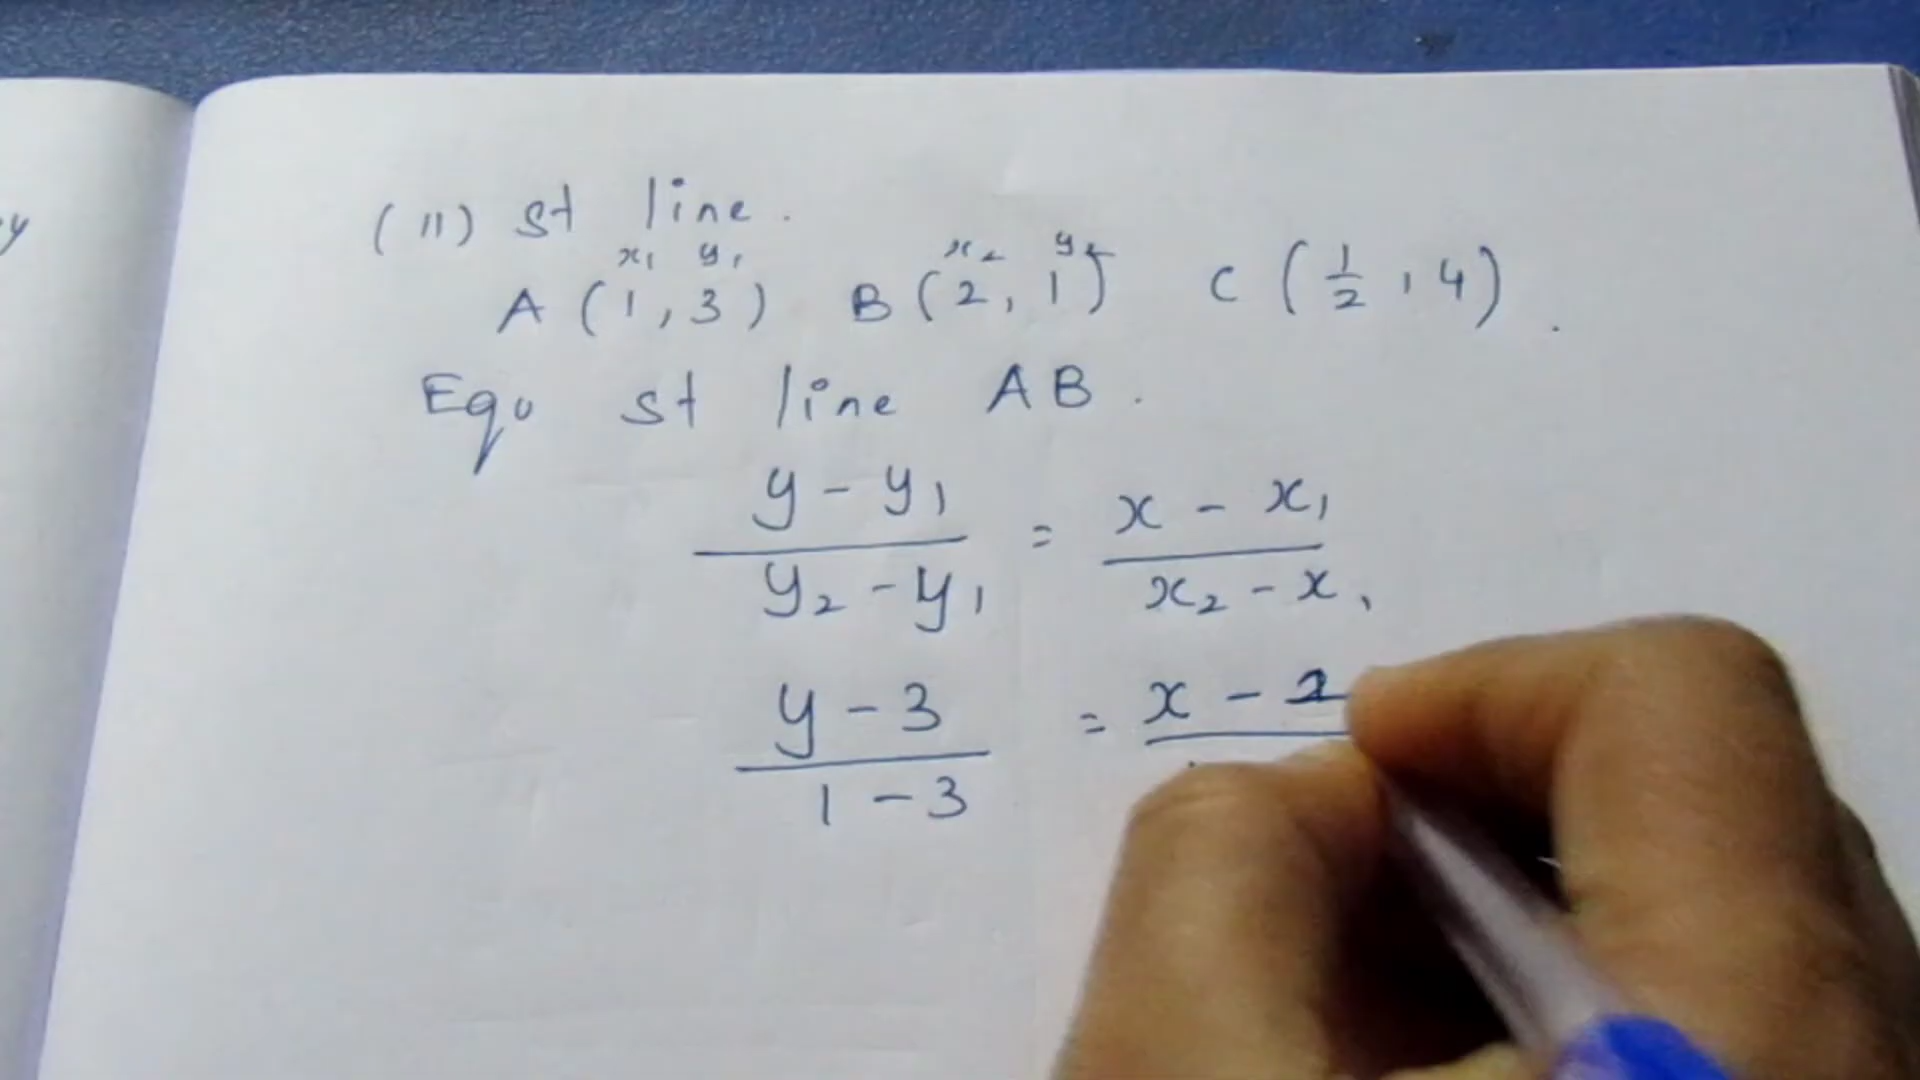 (11) st line.
x₁ y₁ x₂ y₂
A (1, 3) B (2, 1) C (1/2, 4).
Equ st line AB.
y - y₁ / y₂ - y₁ = x - x₁ / x₂ - x₁
y - 3 / 1 - 3 = x -
y